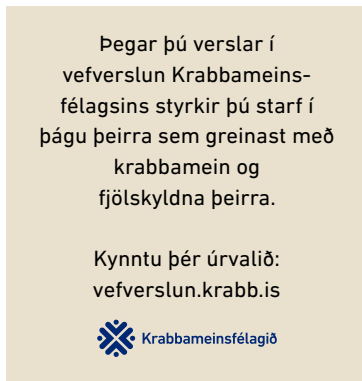 Þegar þú verslar í
vefverslun Krabbameins-
félagsins styrkir þú starf í
þágu þeirra sem greinast með
krabbamein og
fjölskyldna þeirra.
Kynntu þér úrvalið:
vefverslun.krabb.is
Krabbameinsfélagið